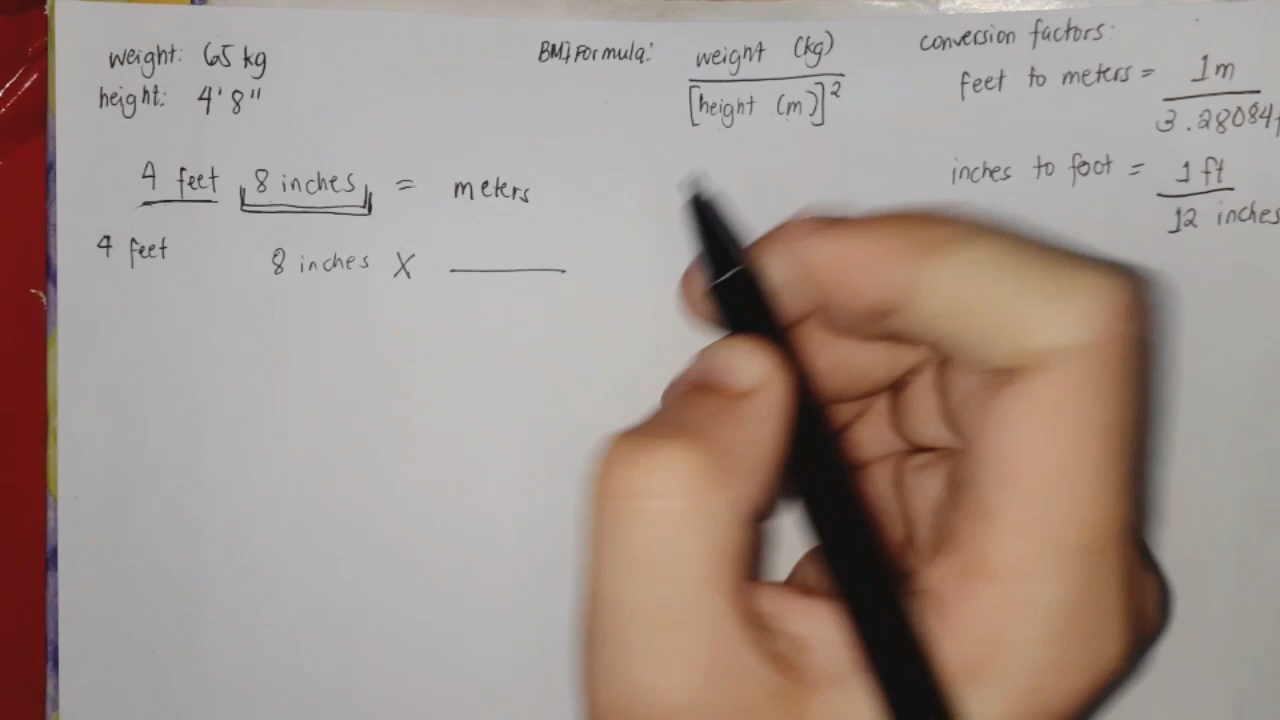 weight: 65 kg
height: 4'8"
4 feet 8 inches = meters
4 feet 8 inches X
BMI Formula: weight (kg)
[height (m)]²
conversion factors:
feet to meters = 1m
3.28084
inches to foot = 1 ft
12 inches